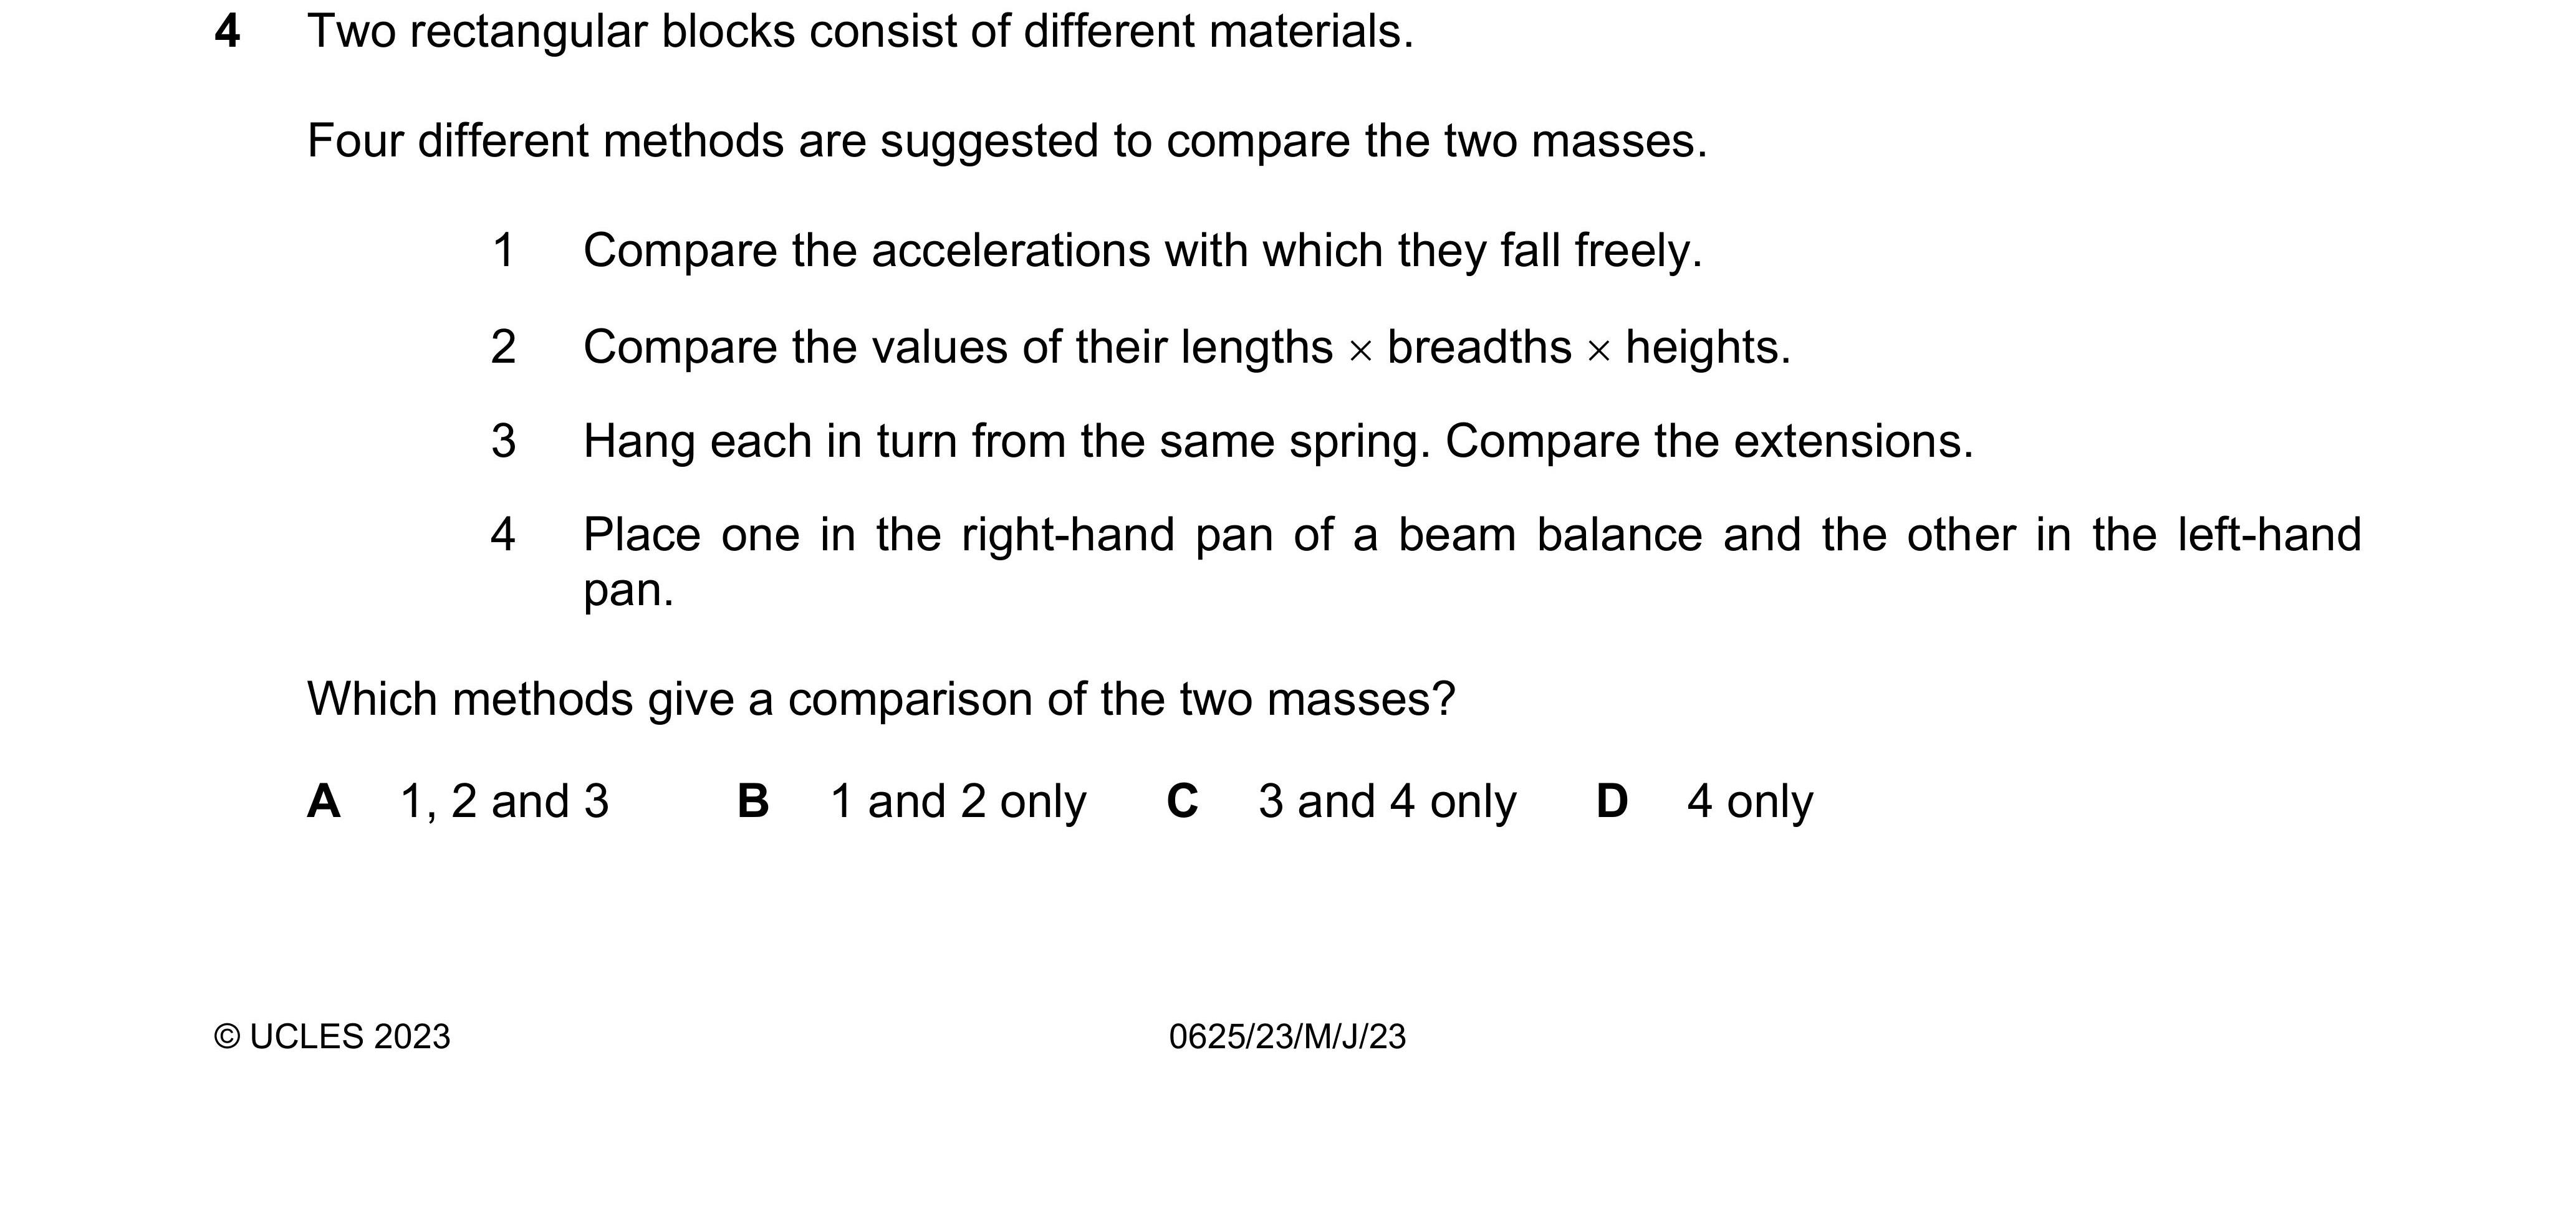 4 Two rectangular blocks consist of different materials.
Four different methods are suggested to compare the two masses.
1 Compare the accelerations with which they fall freely.
2 Compare the values of their lengths × breadths × heights.
3 Hang each in turn from the same spring. Compare the extensions.
4 Place one in the right-hand pan of a beam balance and the other in the left-hand
pan.
Which methods give a comparison of the two masses?
A 1, 2 and 3 B 1 and 2 only C 3 and 4 only D 4 only
© UCLES 2023 0625/23/M/J/23